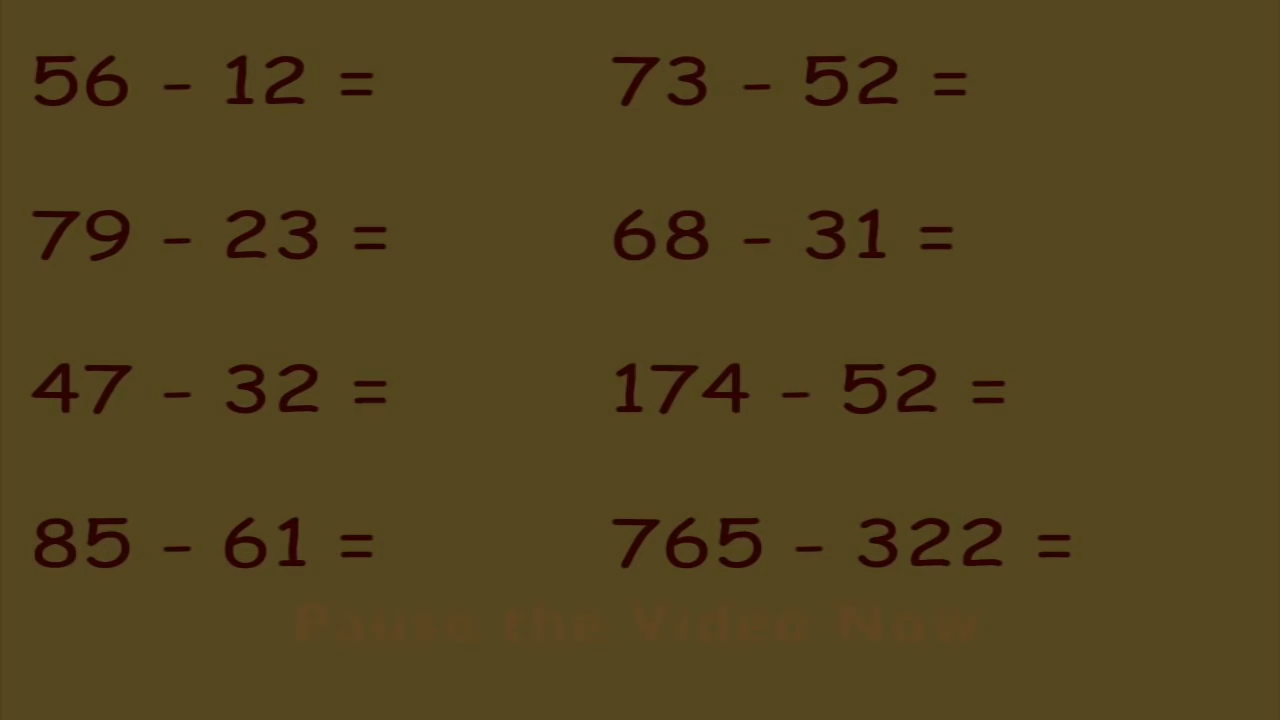 56 - 12 =
73 - 52 =
79 - 23 =
68 - 31 =
47 - 32 =
174 - 52 =
85 - 61 =
765 - 322 =
Pause the Video Now